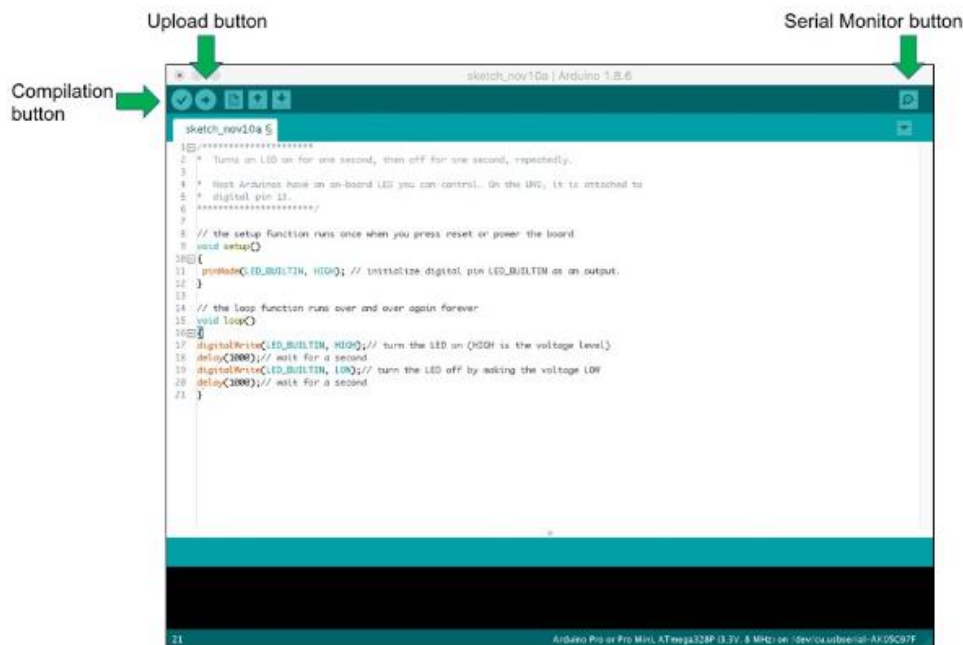 Upload button
Serial Monitor button
Compilation
button
sketch_nov10a | Arduino 1.8.6
sketch_nov10a §
1 /*********************
2 *  Turns an LED on for one second, then off for one second, repeatedly.
3
4 *  Most Arduinos have an on-board LED you can control. On the UNO, it is attached to
5 *  digital pin 13.
6 **********************/
7
8 // the setup function runs once when you press reset or power the board
9 void setup()
10 {
11 pinMode(LED_BUILTIN, HIGH); // initialize digital pin LED_BUILTIN as an output.
12 }
13
14 // the loop function runs over and over again forever
15 void loop()
16 {
17 digitalWrite(LED_BUILTIN, HIGH);// turn the LED on (HIGH is the voltage level)
18 delay(1000);// wait for a second
19 digitalWrite(LED_BUILTIN, LOW);// turn the LED off by making the voltage LOW
20 delay(1000);// wait for a second
21 }
21
Arduino Pro or Pro Mini, ATmega328P (3.3V, 8 MHz) on /dev/cu.usbserial-AK05C97F